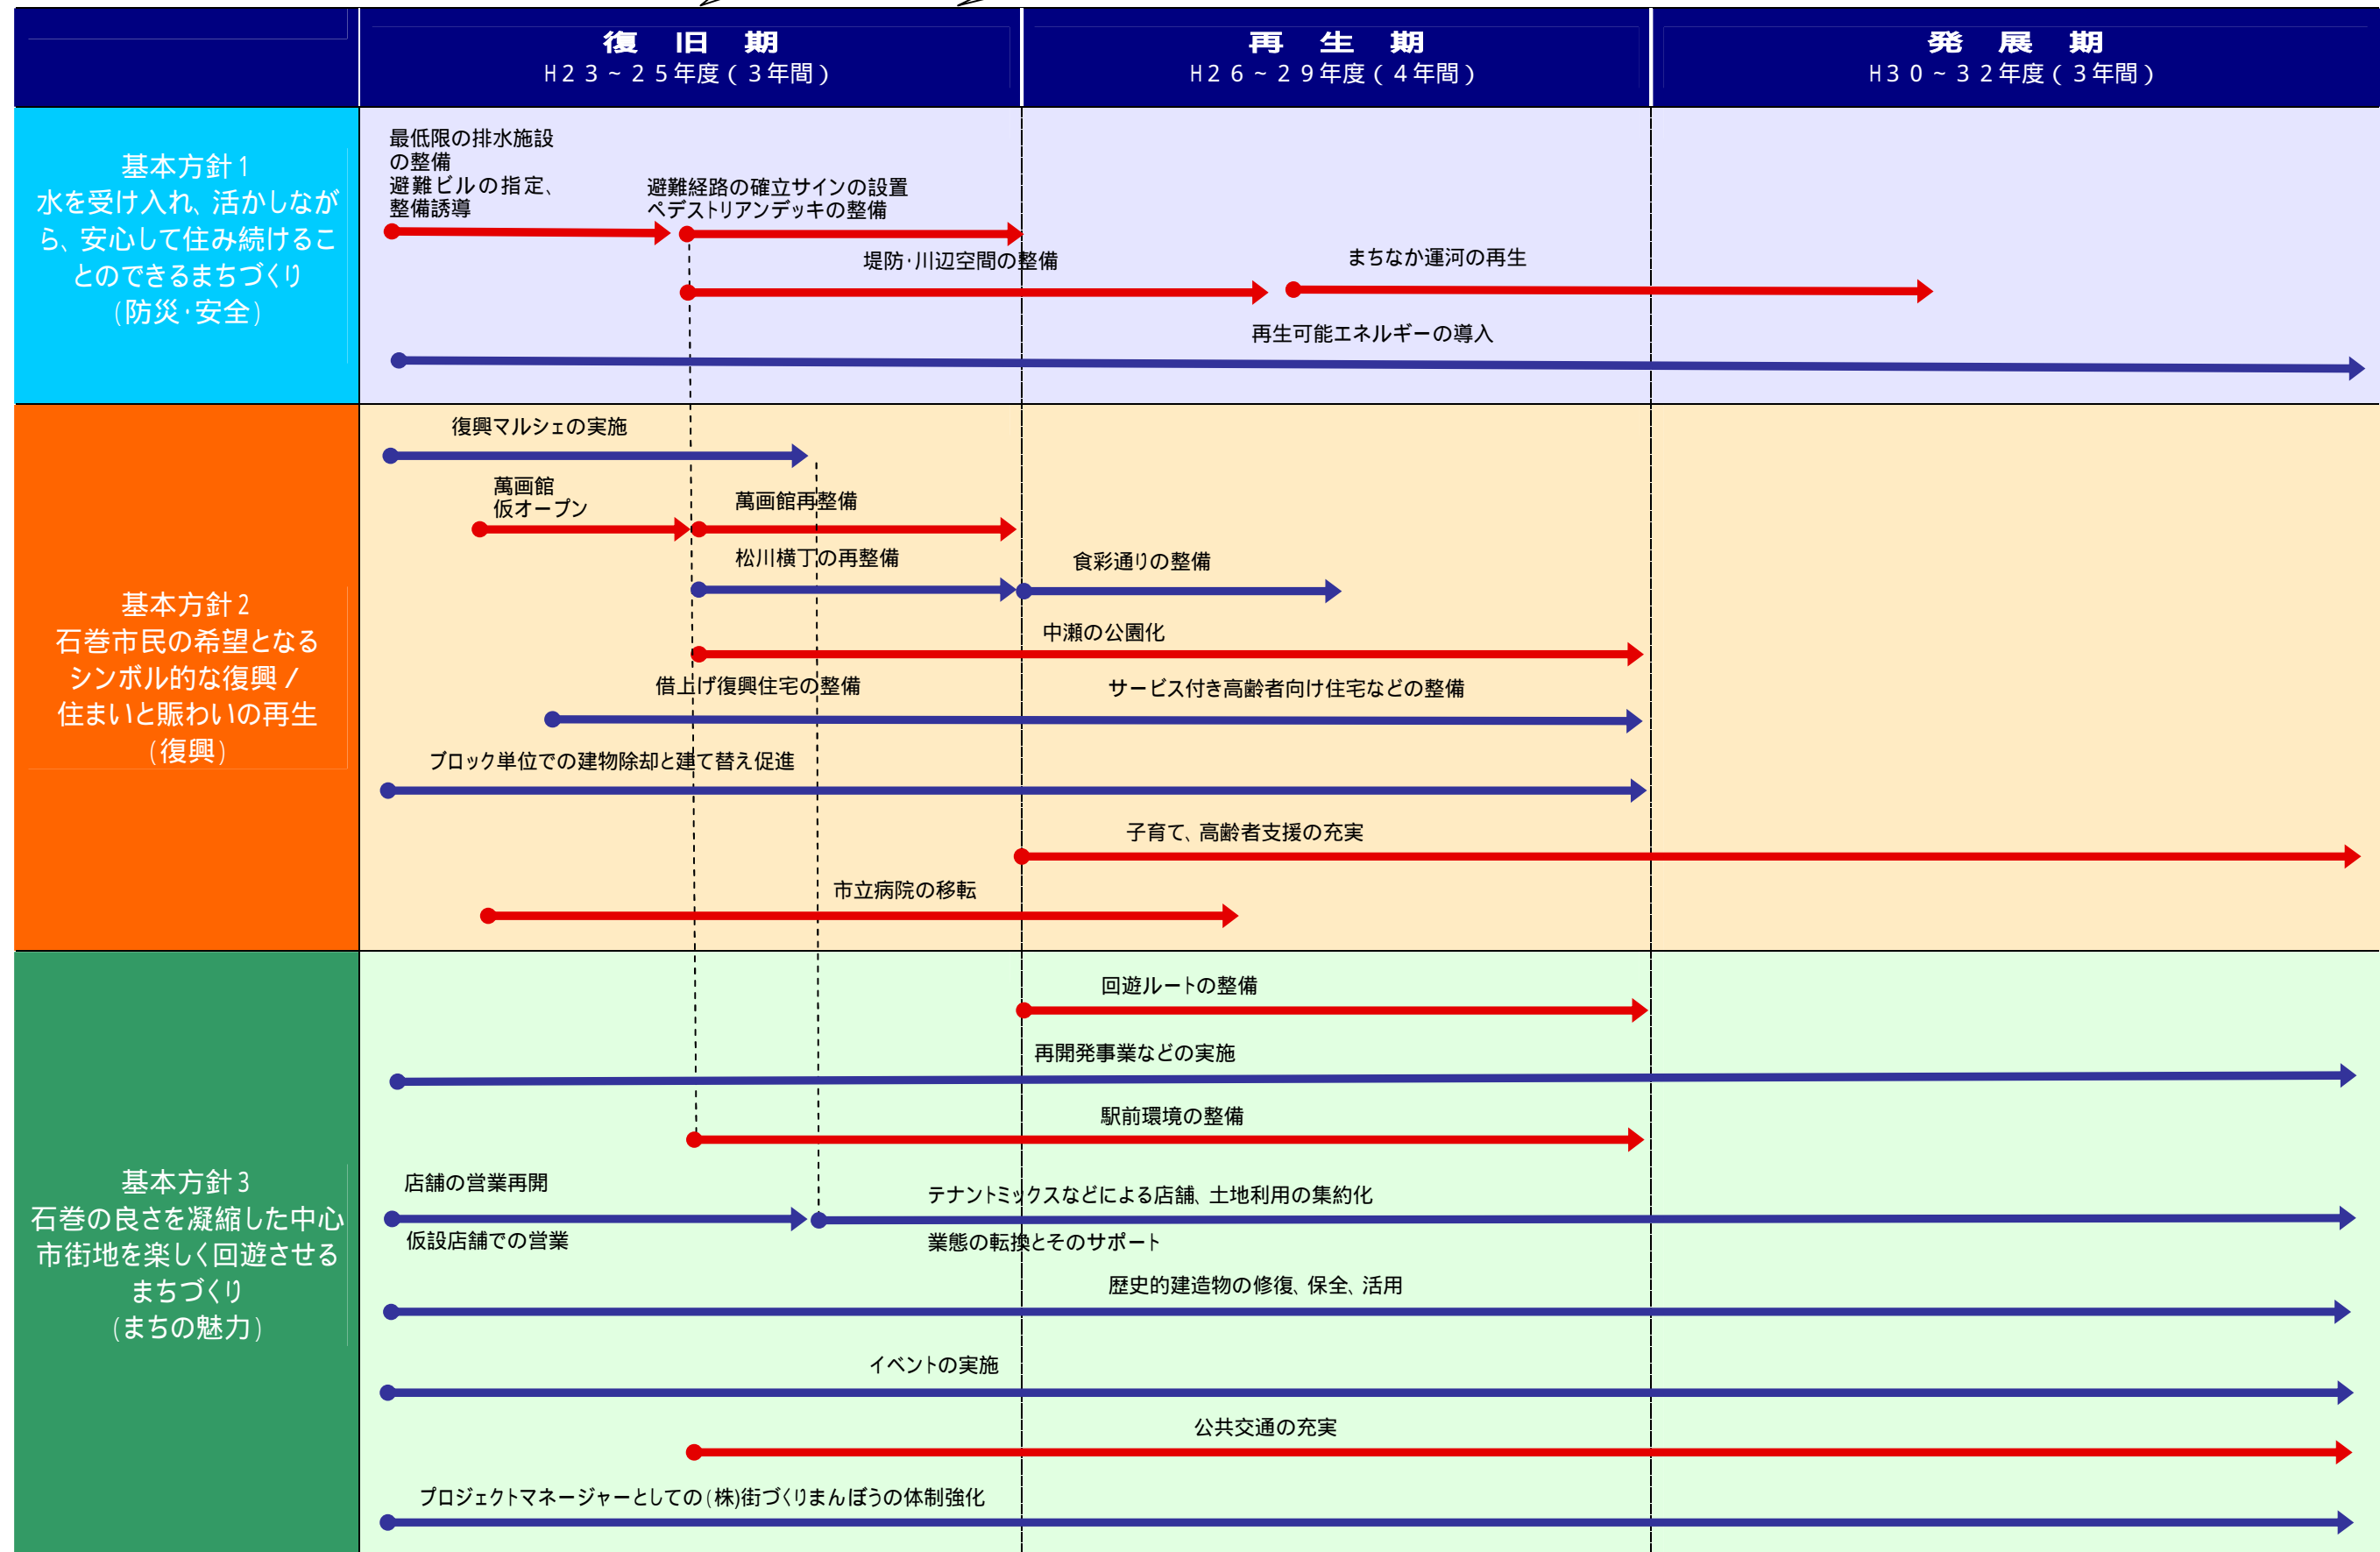 復 旧 期
H23~25年度(3年間)
再 生 期
H26~29年度(4年間)
発 展 期
H30~32年度(3年間)
基本方針1
水を受け入れ、活かしなが
ら、安心して住み続けるこ
とのできるまちづくり
(防災・安全)
最低限の排水施設
の整備
避難ビルの指定、
整備誘導
避難経路の確立サインの設置
ペデストリアンデッキの整備
堤防・川辺空間の整備
まちなか運河の再生
再生可能エネルギーの導入
基本方針2
石巻市民の希望となる
シンボル的な復興/
住まいと賑わいの再生
(復興)
復興マルシェの実施
萬画館
仮オープン
萬画館再整備
松川横丁の再整備
食彩通りの整備
中瀬の公園化
借上げ復興住宅の整備
サービス付き高齢者向け住宅などの整備
ブロック単位での建物除却と建て替え促進
子育て、高齢者支援の充実
市立病院の移転
基本方針3
石巻の良さを凝縮した中心
市街地を楽しく回遊させる
まちづくり
(まちの魅力)
回遊ルートの整備
再開発事業などの実施
駅前環境の整備
店舗の営業再開
仮設店舗での営業
テナントミックスなどによる店舗、土地利用の集約化
業態の転換とそのサポート
歴史的建造物の修復、保全、活用
イベントの実施
公共交通の充実
プロジェクトマネージャーとしての(株)街づくりまんぼうの体制強化